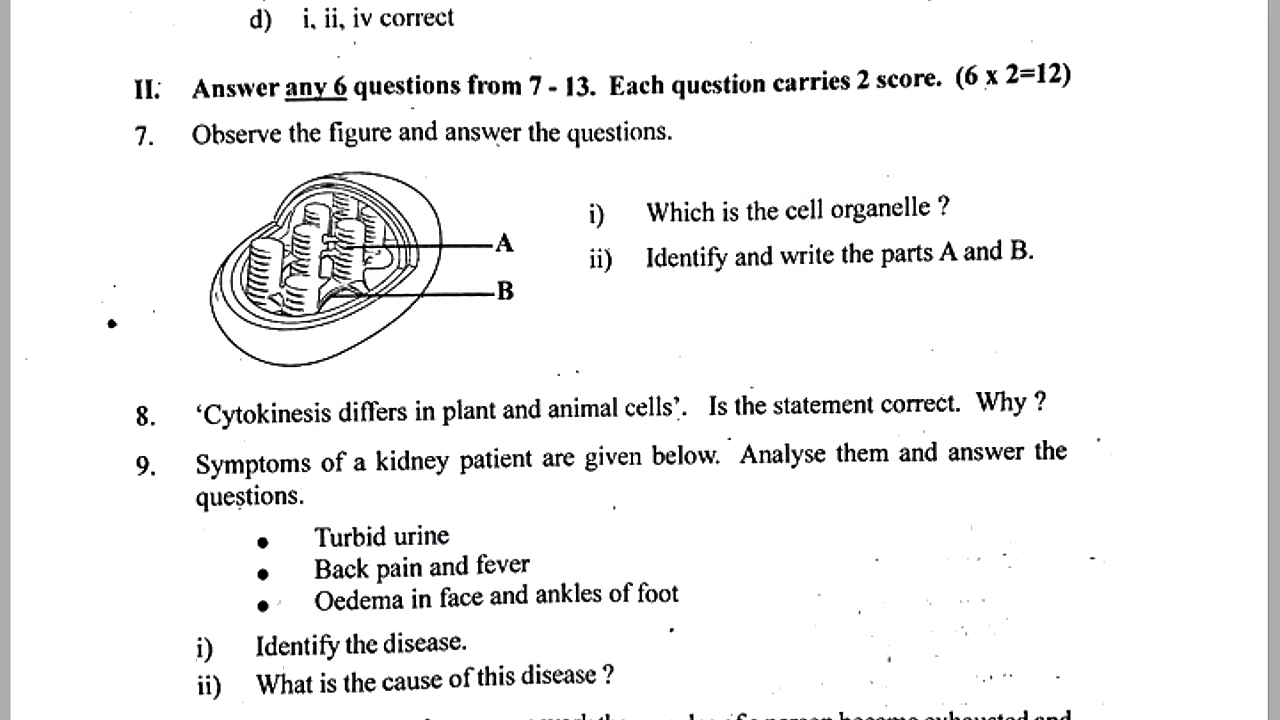 d) i, ii, iv correct
II. Answer any 6 questions from 7 - 13. Each question carries 2 score. (6 x 2=12)
7. Observe the figure and answer the questions.
i) Which is the cell organelle ?
A
ii) Identify and write the parts A and B.
B
8. ‘Cytokinesis differs in plant and animal cells’. Is the statement correct. Why ?
9. Symptoms of a kidney patient are given below. Analyse them and answer the
questions.
● Turbid urine
● Back pain and fever
● Oedema in face and ankles of foot
i) Identify the disease.
ii) What is the cause of this disease ?